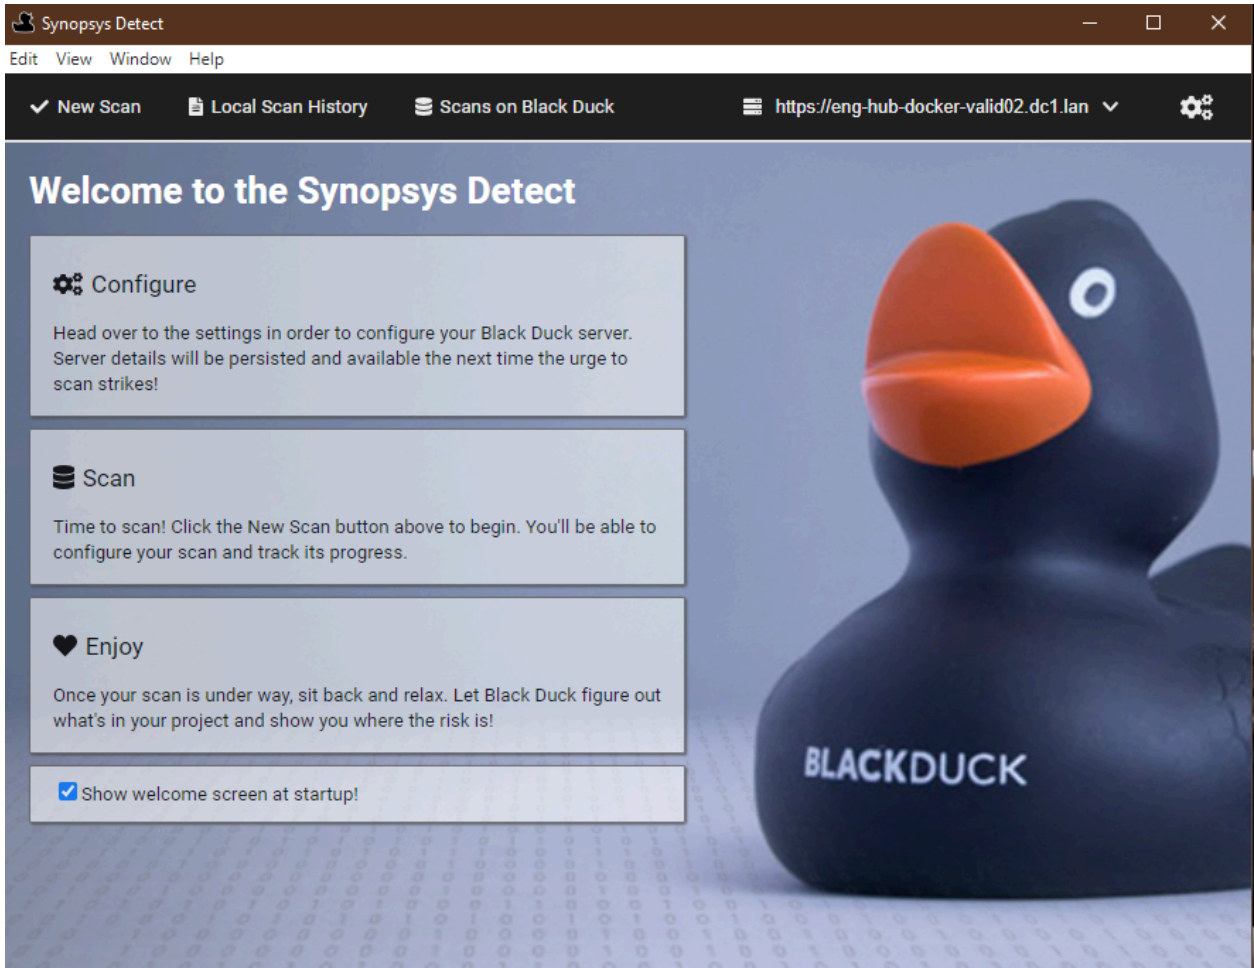 Synopsys Detect
Edit View Window Help
New Scan Local Scan History Scans on Black Duck https://eng-hub-docker-valid02.dc1.lan
Welcome to the Synopsys Detect
Configure
Head over to the settings in order to configure your Black Duck server.
Server details will be persisted and available the next time the urge to
scan strikes!
Scan
Time to scan! Click the New Scan button above to begin. You'll be able to
configure your scan and track its progress.
Enjoy
Once your scan is under way, sit back and relax. Let Black Duck figure out
what's in your project and show you where the risk is!
Show welcome screen at startup!
BLACKDUCK